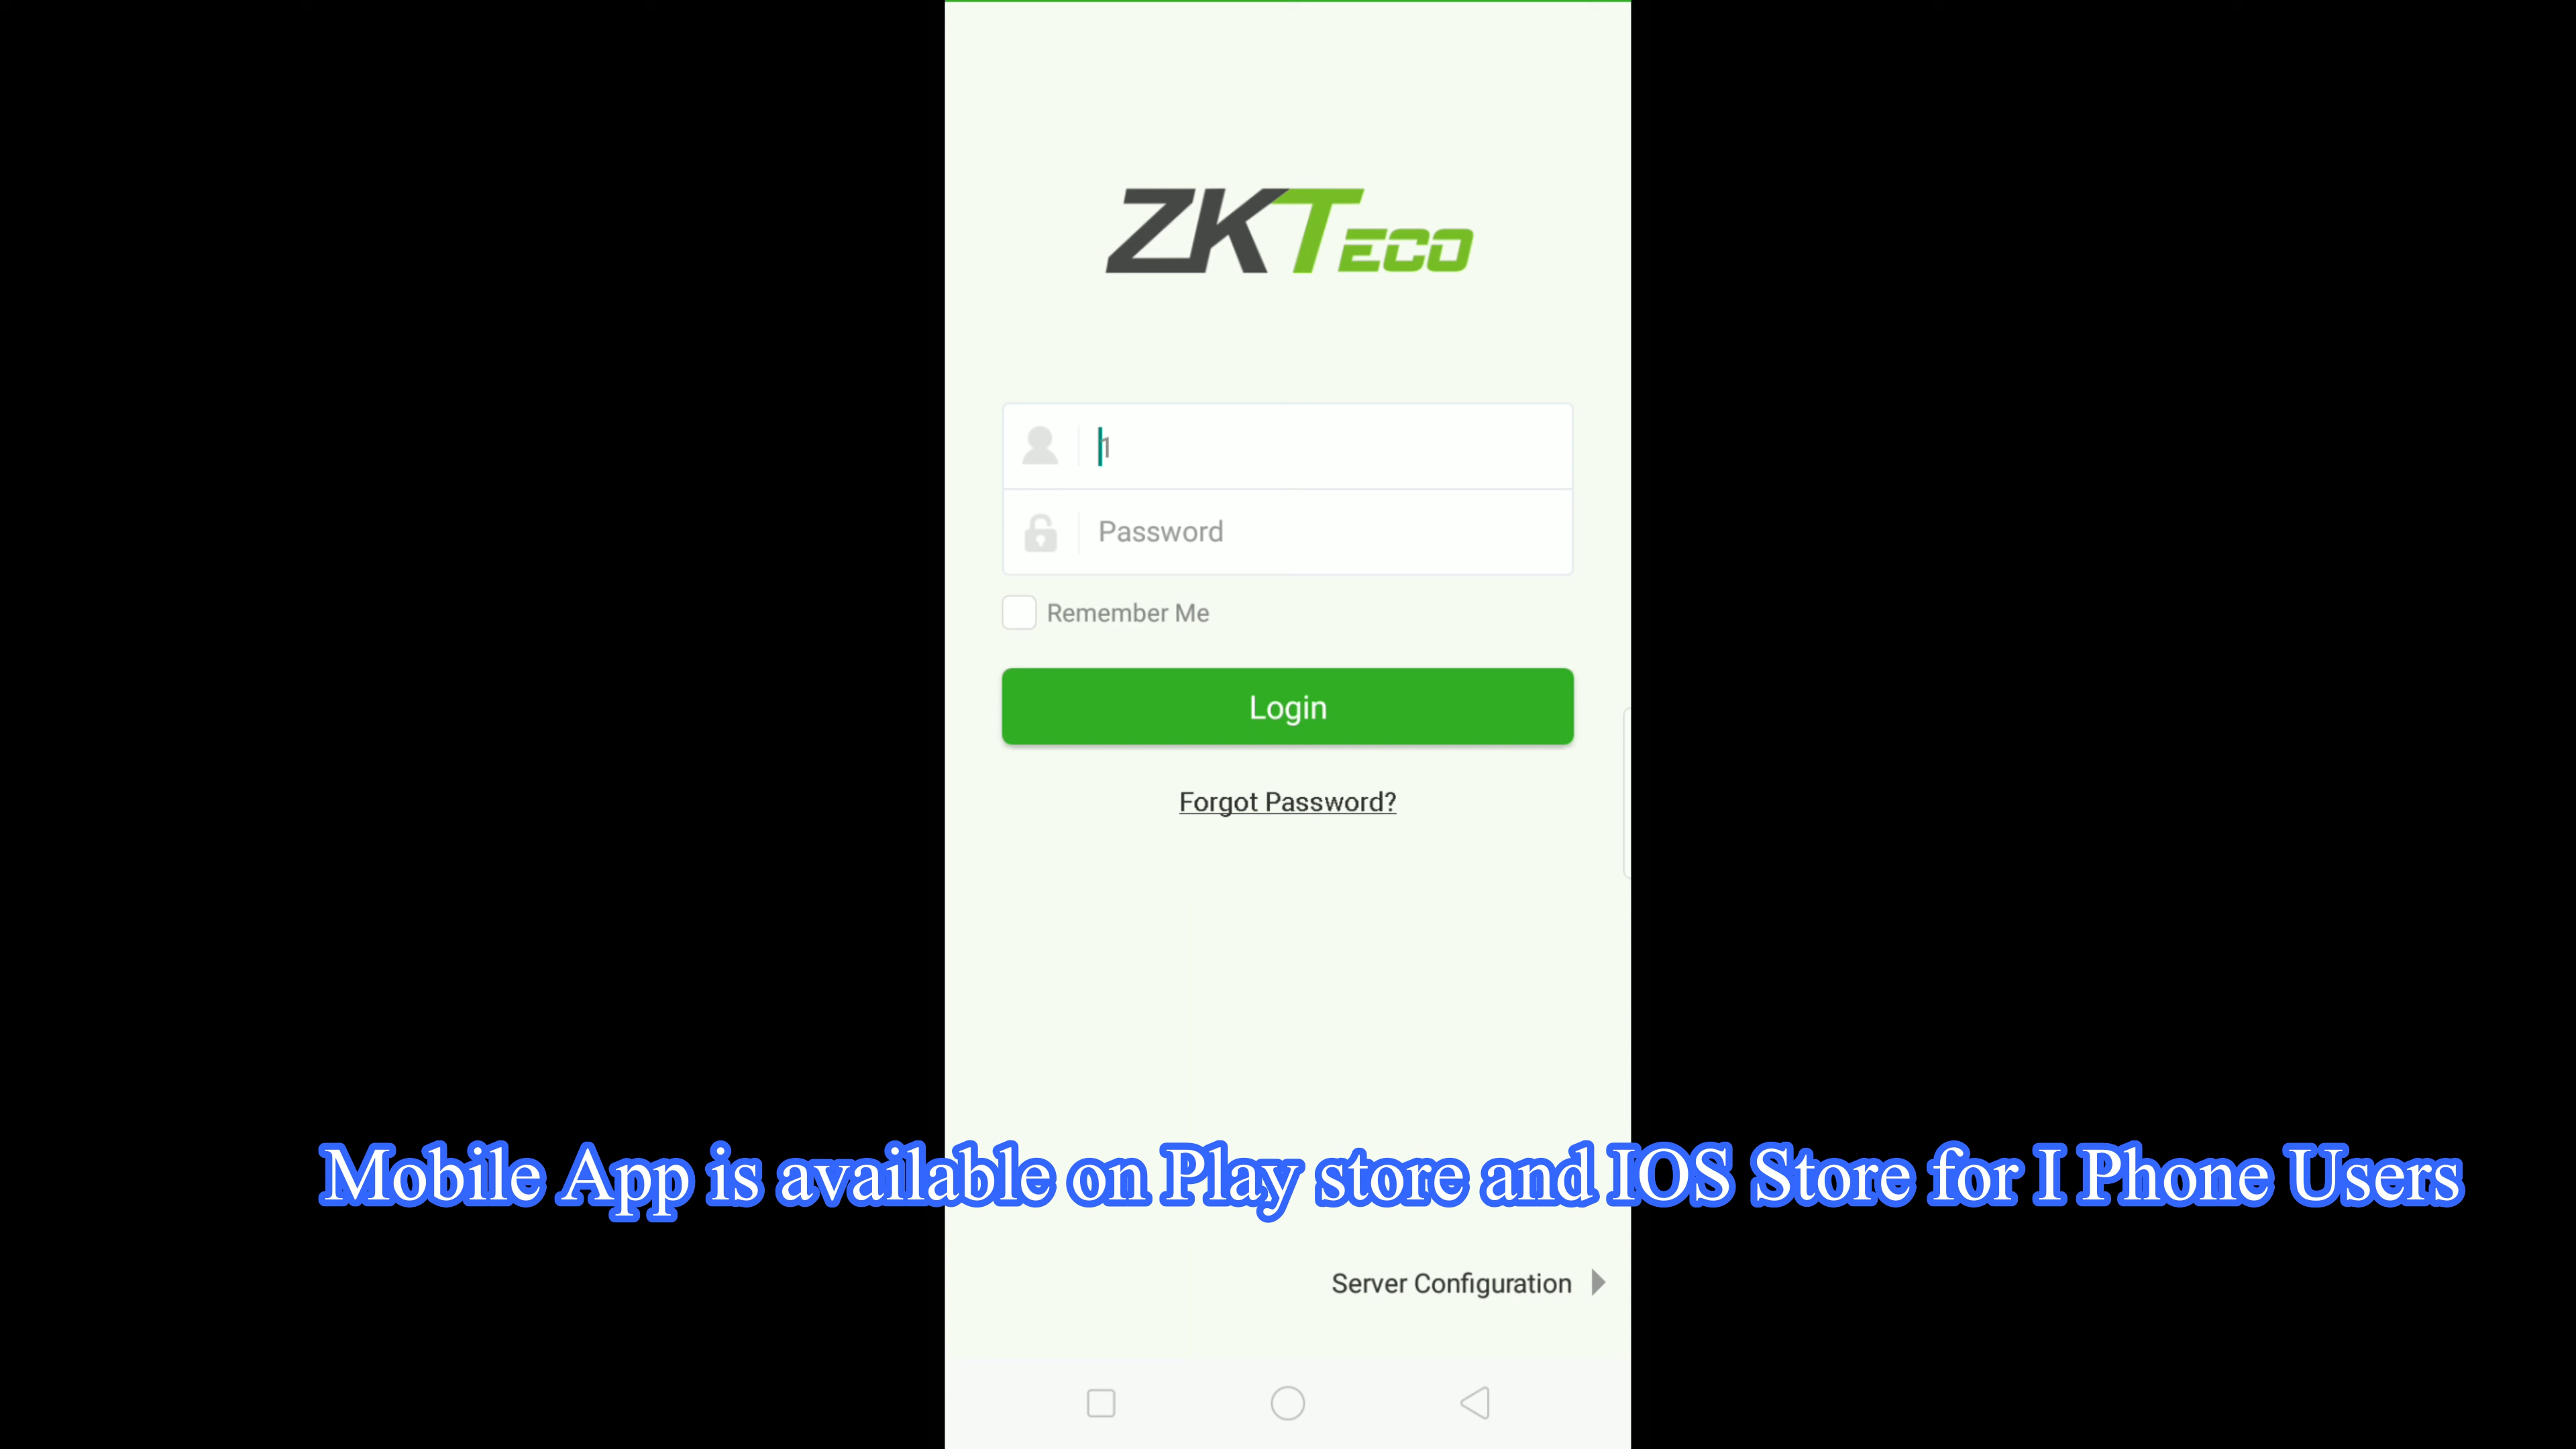 ZKTeco
1
Password
Remember Me
Login
Forgot Password?
Mobile App is available on Play store and IOS Store for I Phone Users
Server Configuration